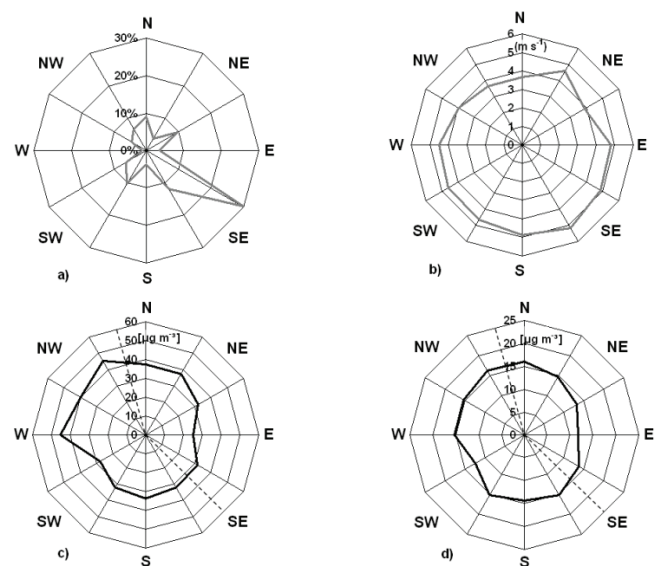 N
30%
20%
10%
0%
NW
NE
W
E
SW
SE
S
a)
N
6
(m s⁻¹)
5
4
3
2
1
0
NW
NE
W
E
SW
SE
S
b)
N
60
[µg m⁻³]
50
40
30
20
10
0
NW
NE
W
E
SW
SE
S
c)
N
25
[µg m⁻³]
20
15
10
5
0
NW
NE
W
E
SW
SE
S
d)